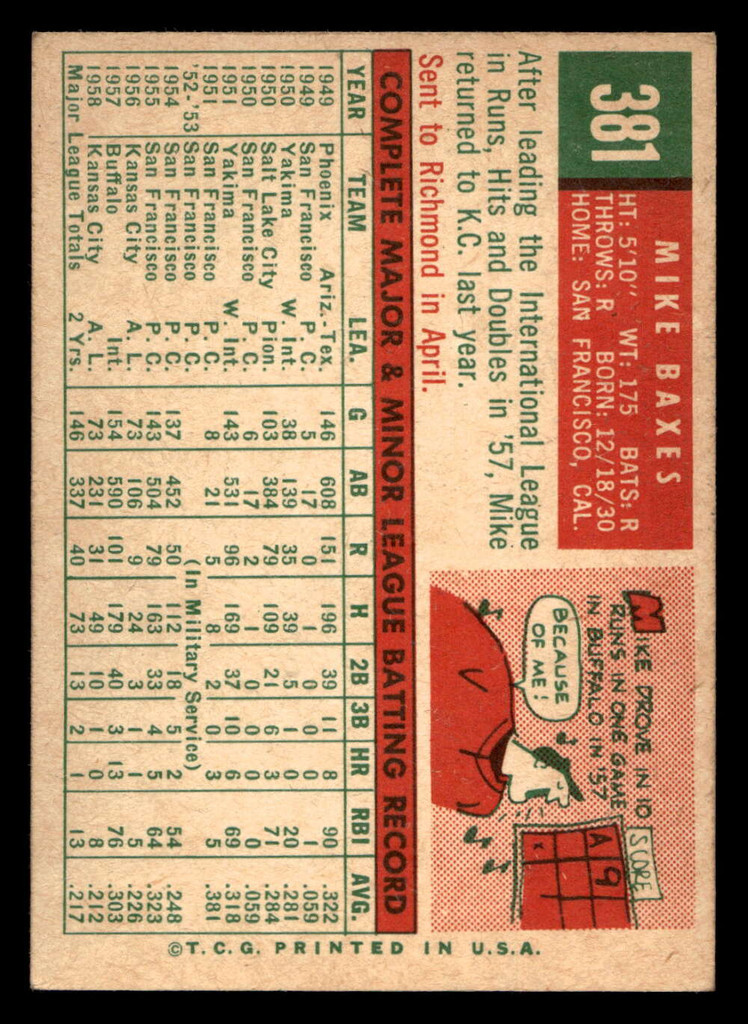 381
MIKE BAXES
HT: 5'10" WT: 175 BATS: R
THROWS: R BORN: 12/18/30
HOME: SAN FRANCISCO, CAL.
After leading the International League
in Runs, Hits and Doubles in '57, Mike
returned to K.C. last year.
Sent to Richmond in April.
MIKE DROVE IN 10
RUNS IN ONE GAME
IN BUFFALO IN '57
BECAUSE
OF ME!
SCORE
A 9
x
COMPLETE MAJOR & MINOR LEAGUE BATTING RECORD
YEAR TEAM LEA. G AB R H 2B 3B HR RBI AVG.
1949 Phoenix Ariz.-Tex. 146 608 151 196 39 11 8 90 .322
1949 San Francisco P. C. 5 17 0 1 0 0 0 1 .059
1950 Yakima W. Int. 38 139 35 39 5 1 0 20 .281
1950 Salt Lake City Pion. 103 384 79 109 21 6 3 71 .284
1950 San Francisco P. C. 6 17 2 1 0 0 0 0 .059
1951 Yakima W. Int. 143 531 96 169 37 10 6 69 .318
1951 San Francisco P. C. 8 21 5 8 2 0 3 5 .381
'52-'53 San Francisco P. C. (In Military Service)
1954 San Francisco P. C. 137 452 50 112 18 5 2 54 .248
1955 San Francisco P. C. 143 504 79 163 33 4 5 64 .323
1956 Kansas City A. L. 73 106 9 24 3 1 1 5 .226
1957 Buffalo Int. 154 590 101 179 40 3 13 76 .303
1958 Kansas City A. L. 73 231 31 49 10 1 0 8 .212
Major League Totals 2 Yrs. 146 337 40 73 13 2 1 13 .217
©T.C.G. PRINTED IN U.S.A.